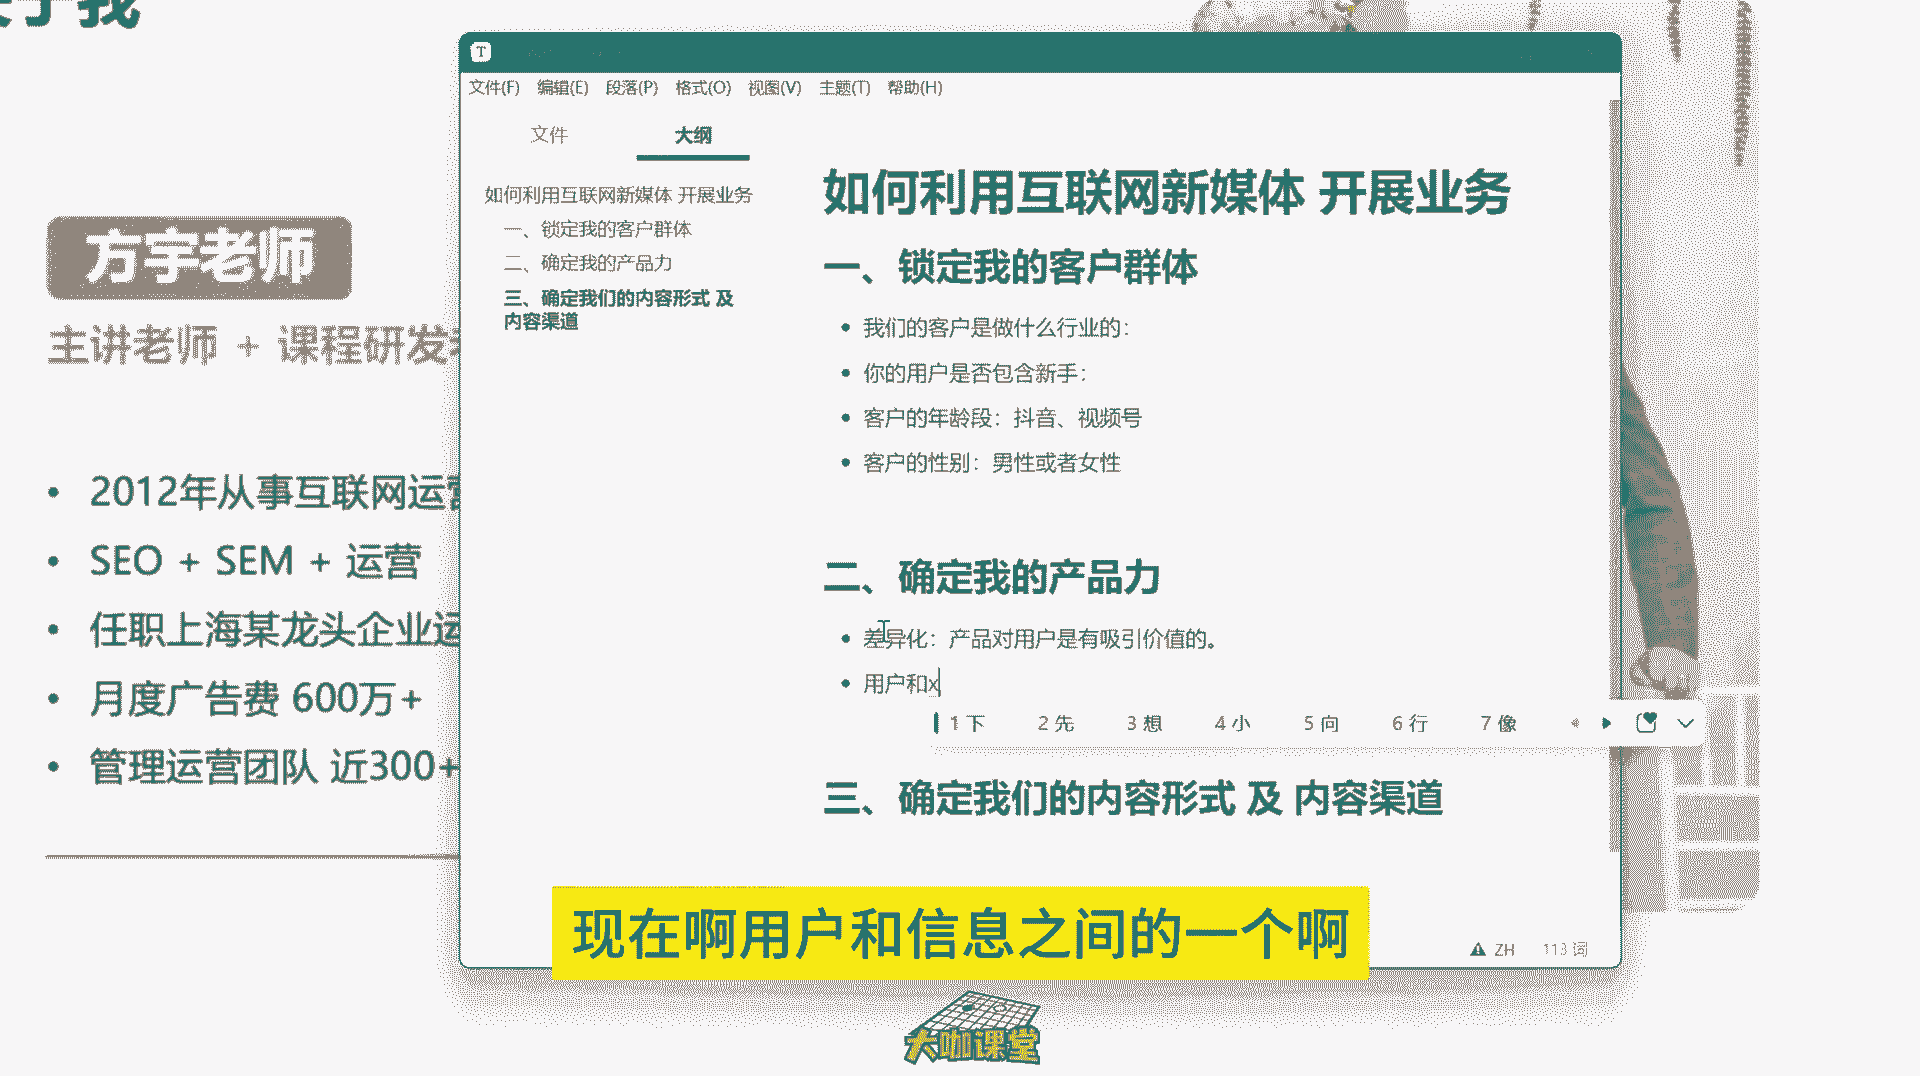 方宇老师
主讲老师 + 课程研发
• 2012年从事互联网运营
• SEO + SEM + 运营
• 任职上海某龙头企业运
• 月度广告费 600万+
• 管理运营团队 近300+
T
文件(F) 编辑(E) 段落(P) 格式(O) 视图(V) 主题(T) 帮助(H)
文件 大纲
如何利用互联网新媒体 开展业务
一、锁定我的客户群体
二、确定我的产品力
三、确定我们的内容形式 及
内容渠道
如何利用互联网新媒体 开展业务
一、锁定我的客户群体
• 我们的客户是做什么行业的：
• 你的用户是否包含新手：
• 客户的年龄段：抖音、视频号
• 客户的性别：男性或者女性
二、确定我的产品力
• 差异化：产品对用户是有吸引价值的。
• 用户和x
1 下 2 先 3 想 4 小 5 向 6 行 7 像
三、确定我们的内容形式 及 内容渠道
ZH 113 词
现在啊用户和信息之间的一个啊
大咖课堂